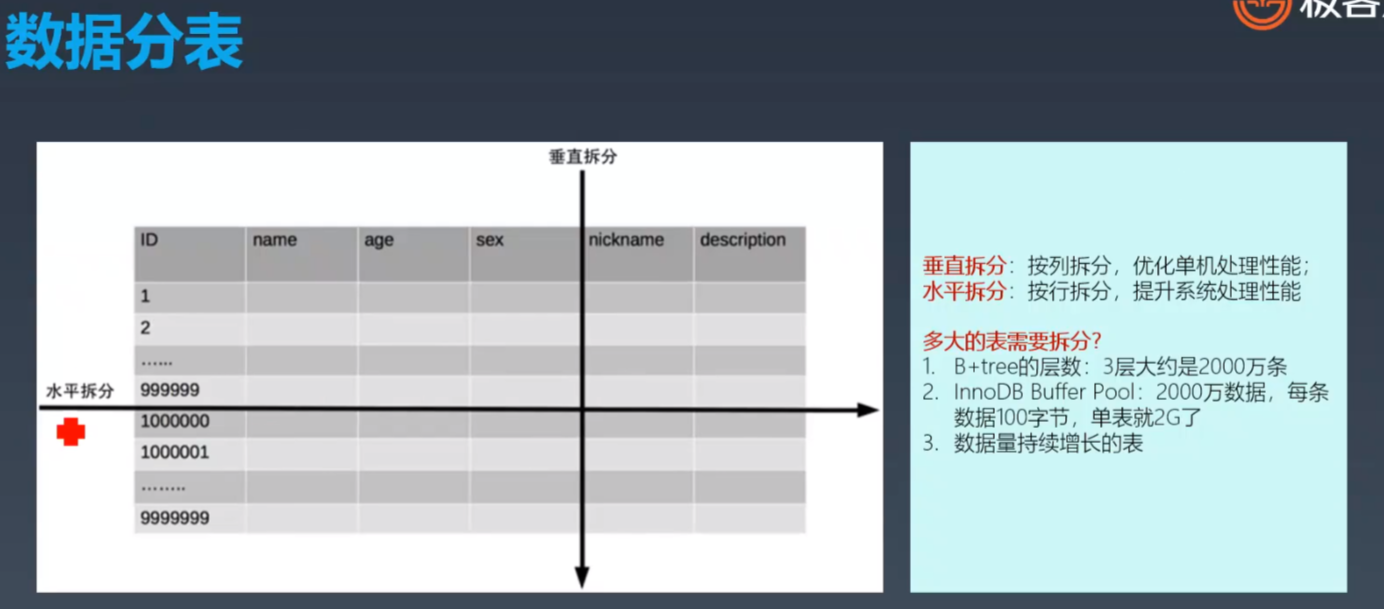 数据分表
垂直拆分
ID name age sex nickname description
1
2
......
水平拆分 999999
1000000
1000001
........
9999999
垂直拆分：按列拆分，优化单机处理性能；
水平拆分：按行拆分，提升系统处理性能
多大的表需要拆分?
1. B+tree的层数：3层大约是2000万条
2. InnoDB Buffer Pool：2000万数据，每条
数据100字节，单表就2G了
3. 数据量持续增长的表